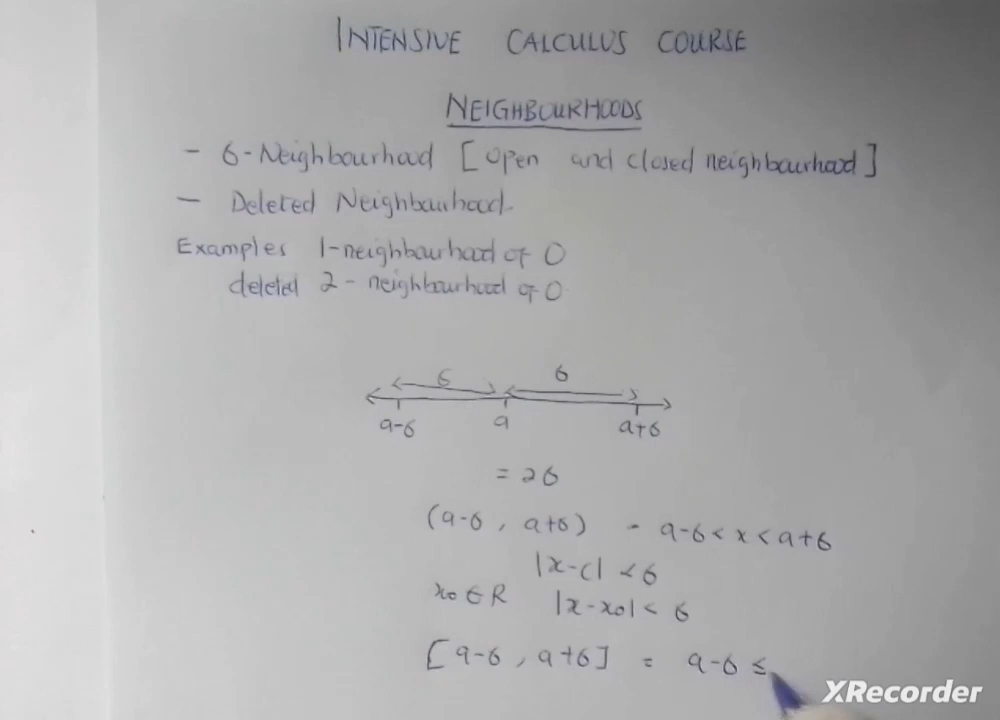 INTENSIVE CALCULUS COURSE
NEIGHBOURHOODS
- δ-Neighbourhood [open and closed neighbourhood]
- Deleted Neighbourhood.
Examples 1-neighbourhood of 0
deleted 2-neighbourhood of 0
δ δ
a-δ a a+δ
= 2δ
(a-δ, a+δ) - a-δ < x < a+δ
|x-c| < δ
x₀ ∈ R |x-x₀| < δ
[a-δ, a+δ] = a-δ ≤
XRecorder